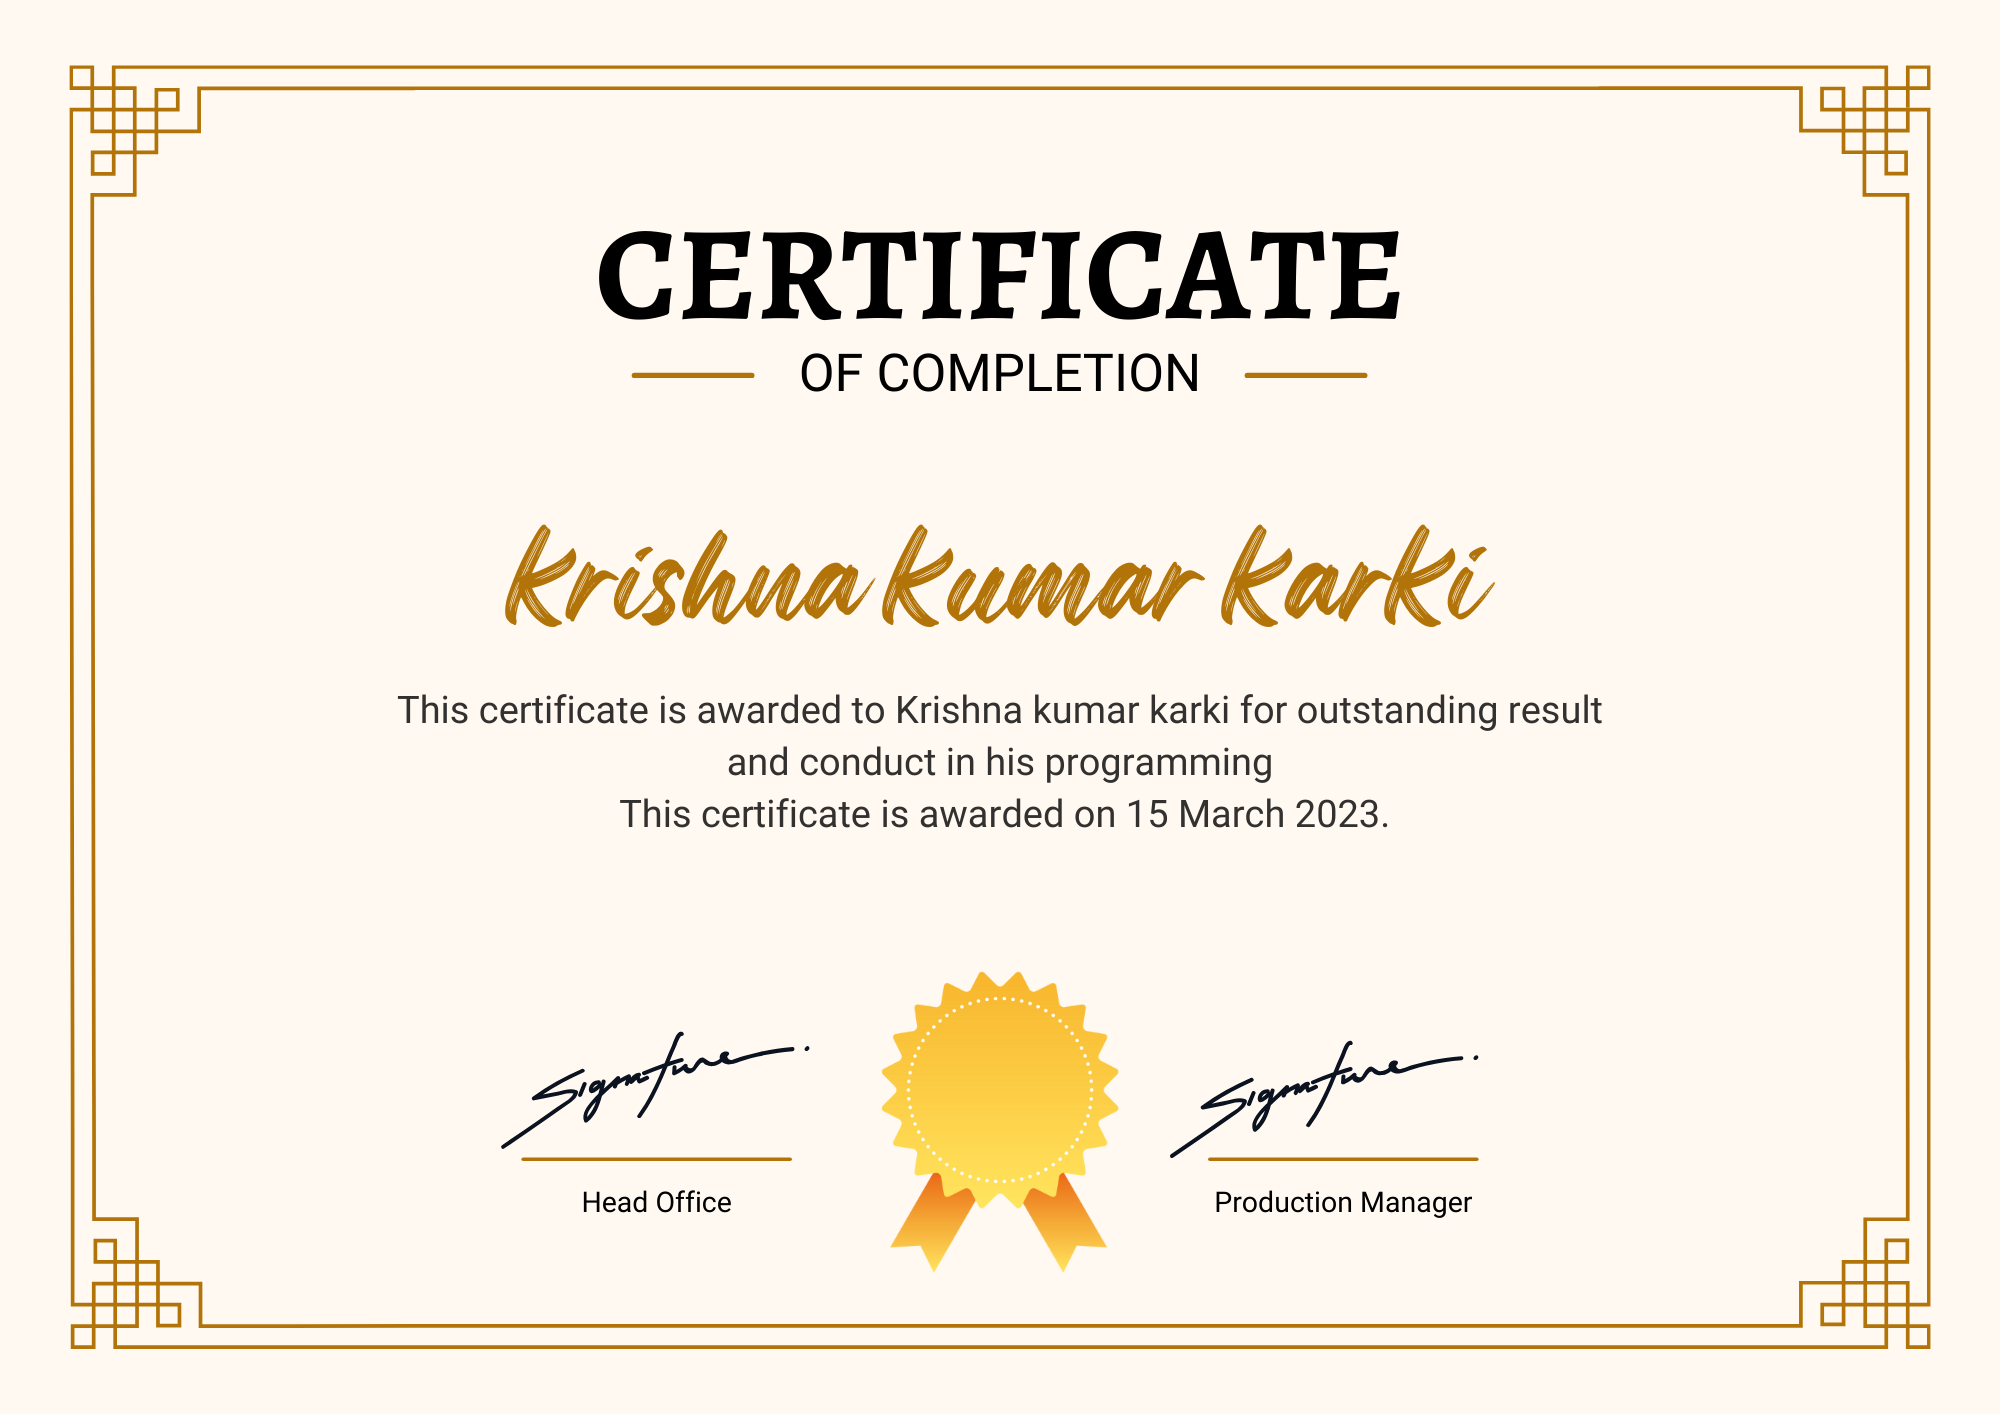 CERTIFICATE
OF COMPLETION
Krishna Kumar Karki
This certificate is awarded to Krishna kumar karki for outstanding result
and conduct in his programming
This certificate is awarded on 15 March 2023.
Signature Signature
Head Office Production Manager